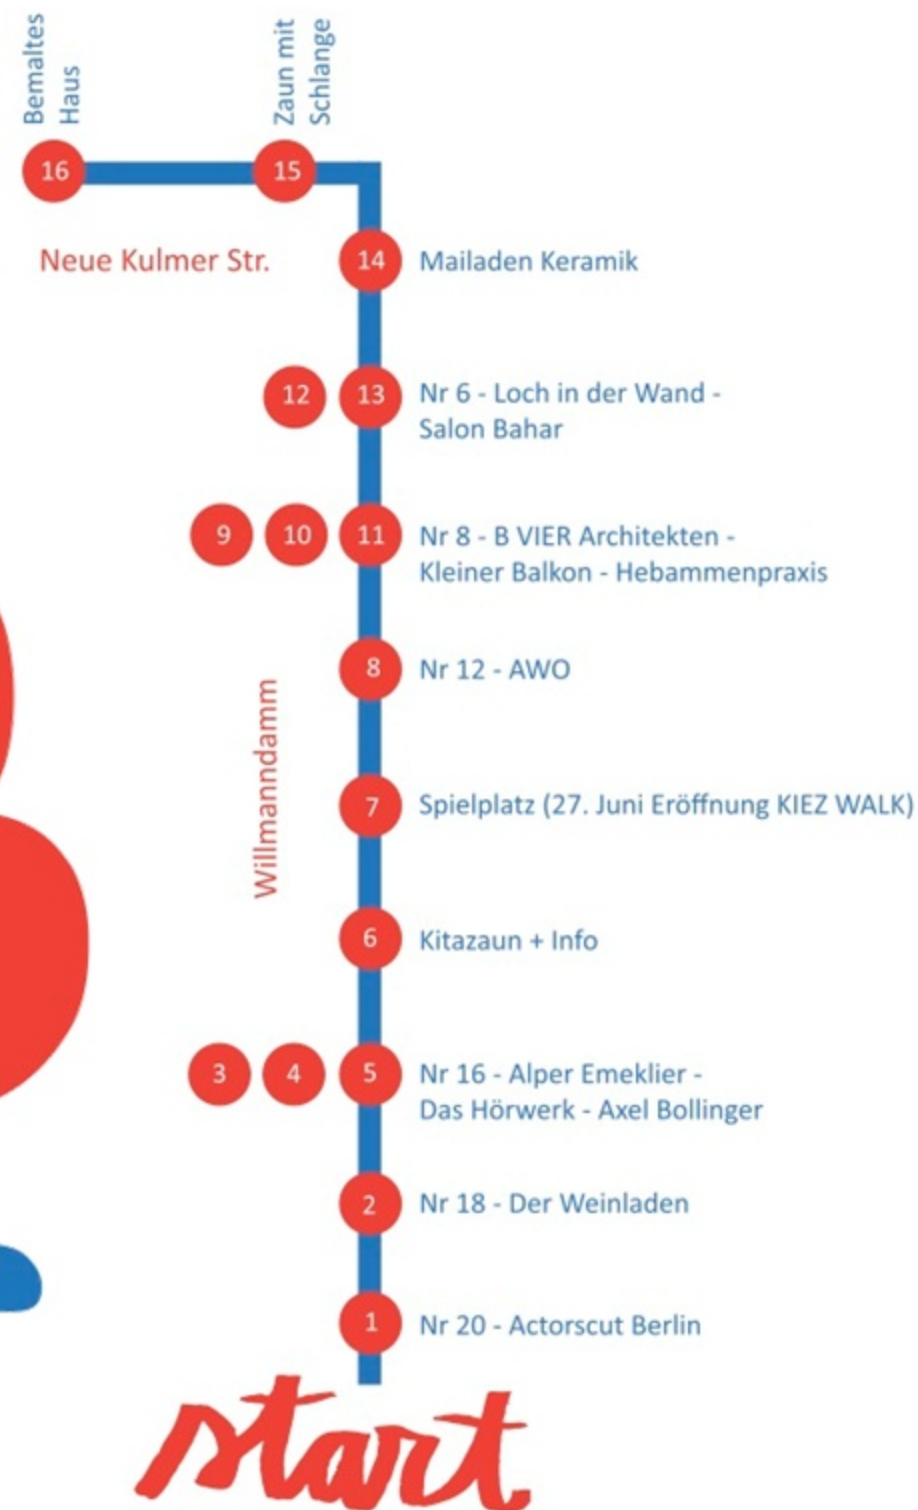 Bemaltes
Haus
Zaun mit
Schlange
16
15
Neue Kulmer Str.
14
Mailaden Keramik
12
13
Nr 6 - Loch in der Wand -
Salon Bahar
9
10
11
Nr 8 - B VIER Architekten -
Kleiner Balkon - Hebammenpraxis
8
Nr 12 - AWO
Willmanndamm
7
Spielplatz (27. Juni Eröffnung KIEZ WALK)
6
Kitazaun + Info
3
4
5
Nr 16 - Alper Emeklier -
Das Hörwerk - Axel Bollinger
2
Nr 18 - Der Weinladen
1
Nr 20 - Actorscut Berlin
start